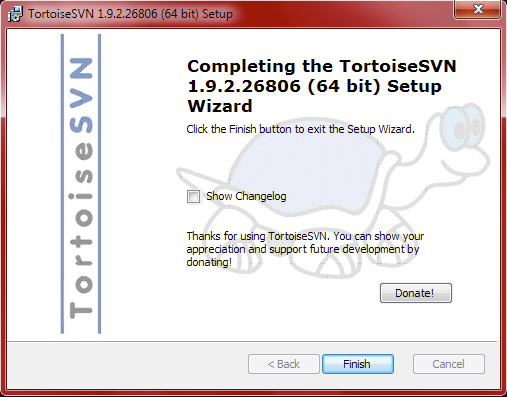 TortoiseSVN 1.9.2.26806 (64 bit) Setup
TortoiseSVN
Completing the TortoiseSVN
1.9.2.26806 (64 bit) Setup
Wizard
Click the Finish button to exit the Setup Wizard.
Show Changelog
Thanks for using TortoiseSVN. You can show your
appreciation and support future development by
donating!
Donate!
< Back
Finish
Cancel